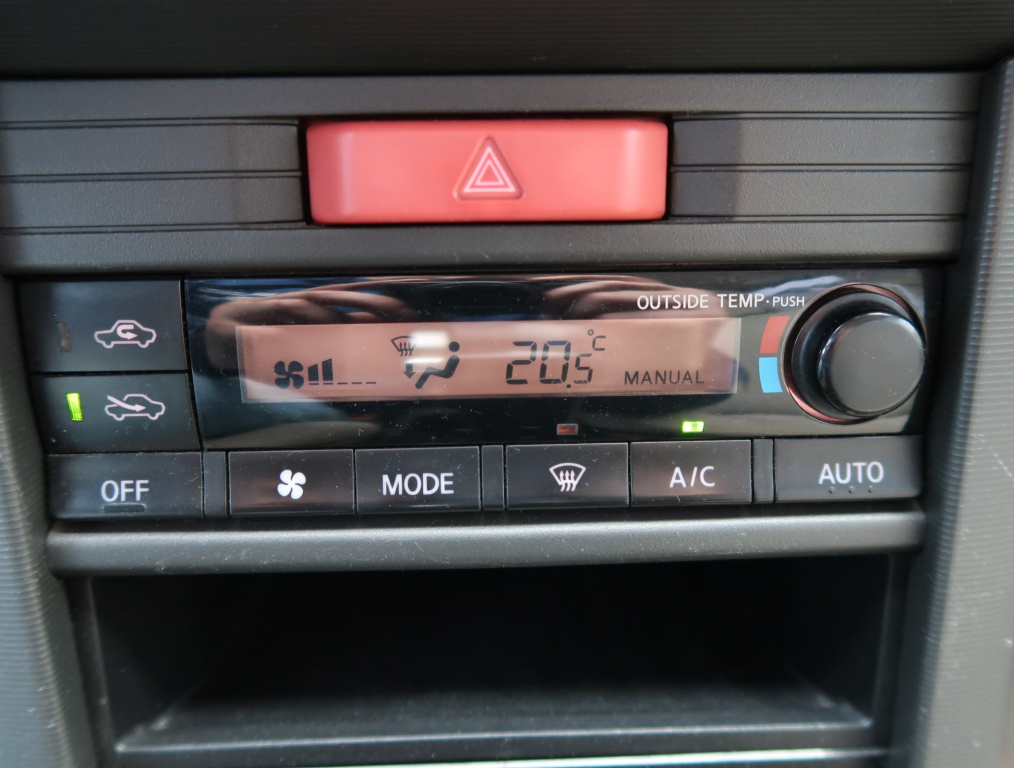 OUTSIDE TEMP・PUSH
20.5°C MANUAL
OFF MODE A/C AUTO